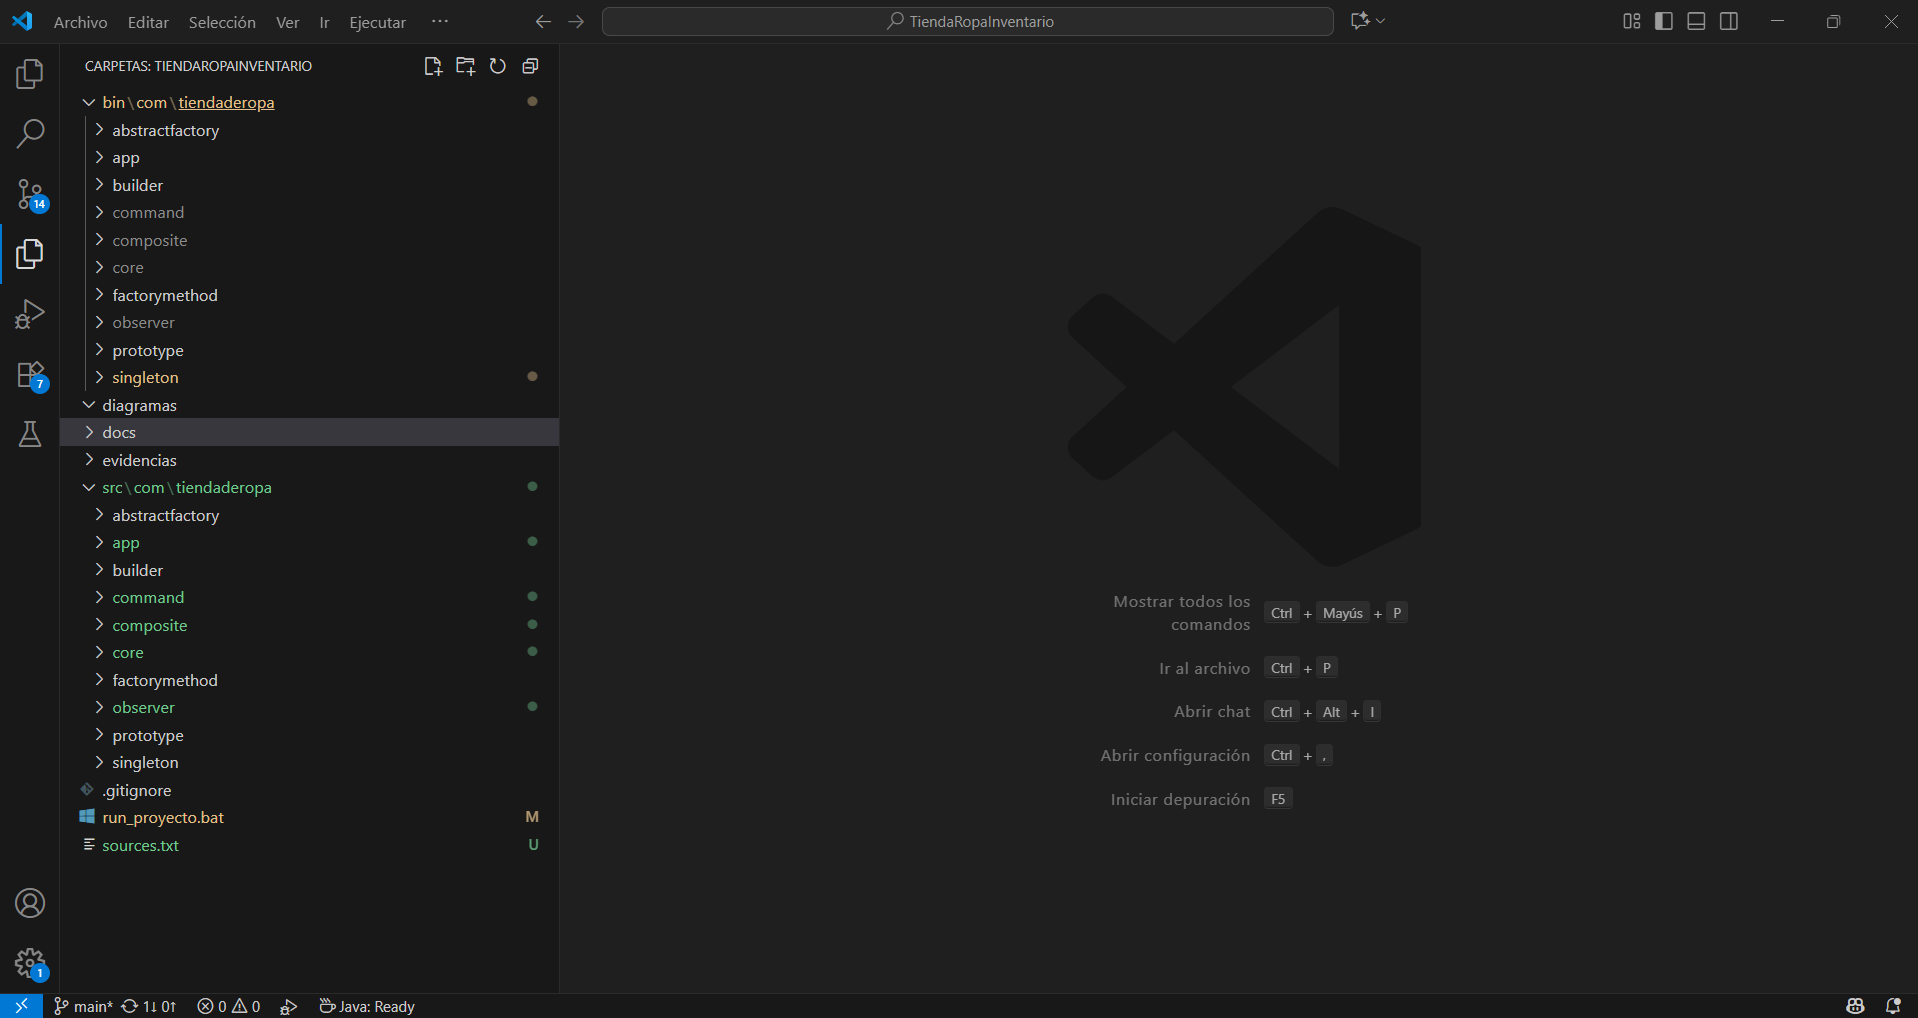 Archivo Editar Selección Ver Ir Ejecutar ···
TiendaRopaInventario
CARPETAS: TIENDAROPAINVENTARIO
bin\com\tiendaderopa
abstractfactory
app
builder
command
composite
core
factorymethod
observer
prototype
singleton
diagramas
docs
evidencias
src\com\tiendaderopa
abstractfactory
app
builder
command
composite
core
factorymethod
observer
prototype
singleton
.gitignore
run_proyecto.bat M
sources.txt U
14
7
1
Mostrar todos los
comandos Ctrl + Mayús + P
Ir al archivo Ctrl + P
Abrir chat Ctrl + Alt + I
Abrir configuración Ctrl + ,
Iniciar depuración F5
main* 1↓ 0↑ 0 0 Java: Ready